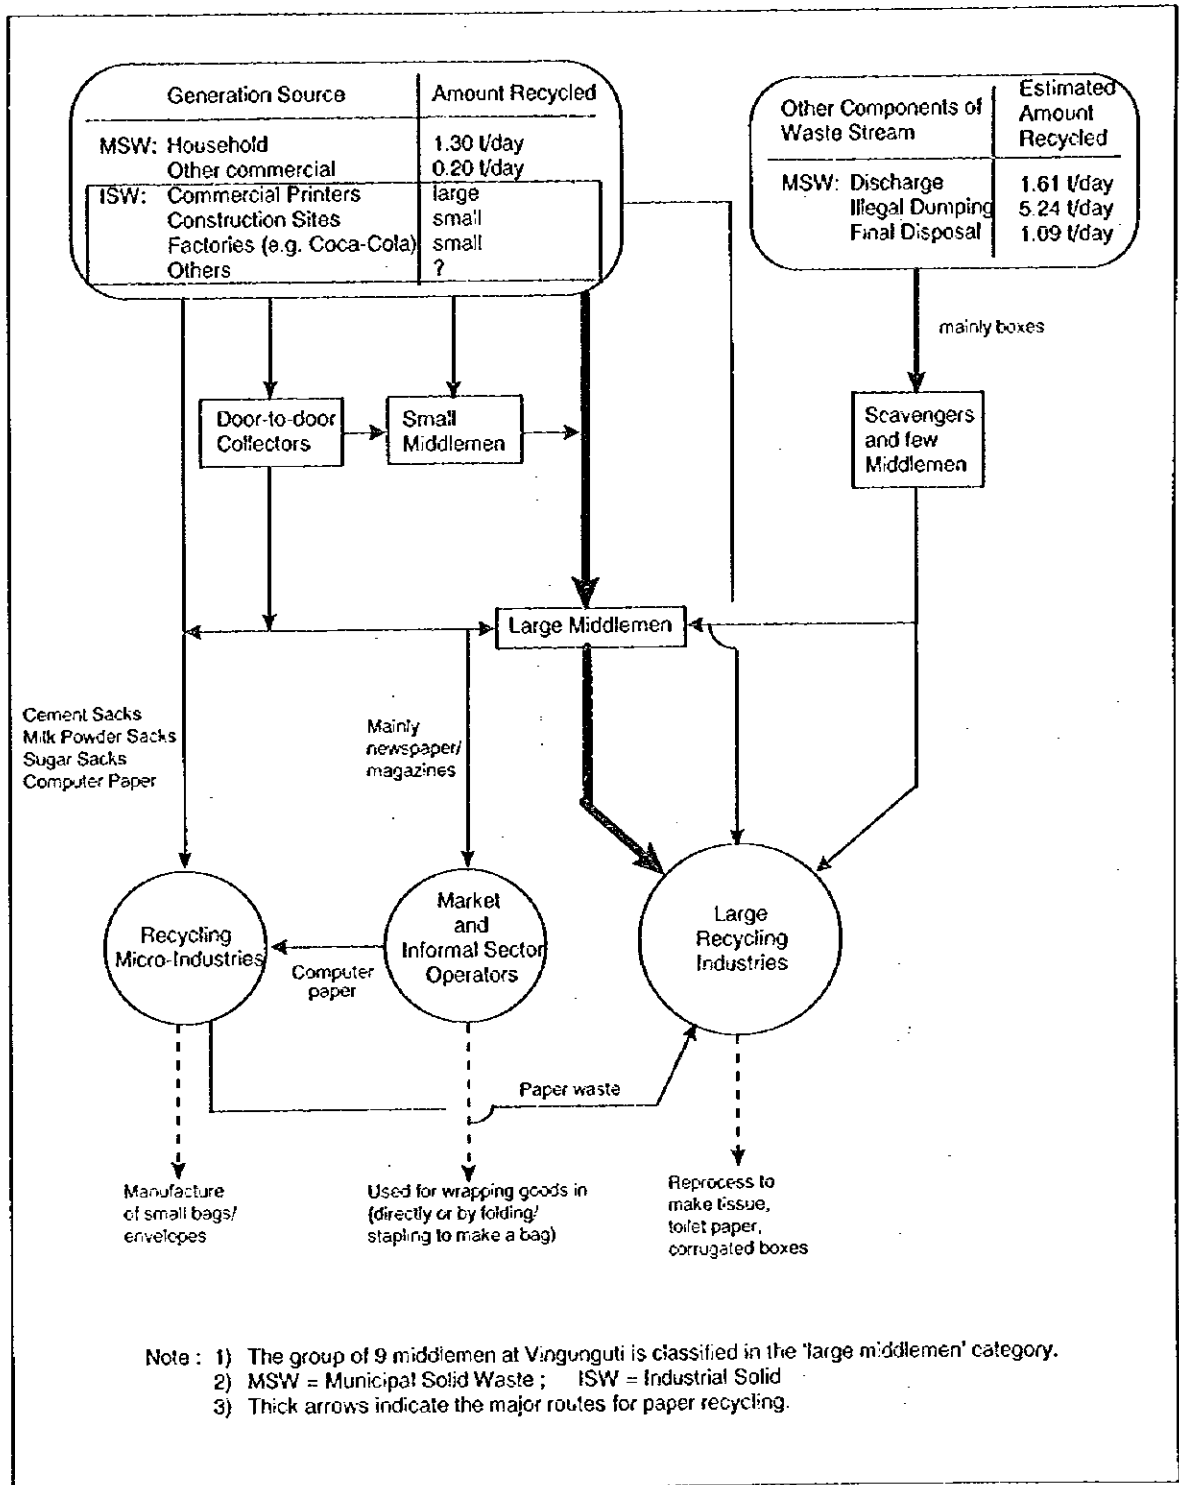 Generation Source Amount Recycled
MSW: Household 1.30 t/day
Other commercial 0.20 t/day
ISW: Commercial Printers large
Construction Sites small
Factories (e.g. Coca-Cola) small
Others ?
Other Components of Waste Stream
Estimated Amount Recycled
MSW: Discharge 1.61 t/day
Illegal Dumping 5.24 t/day
Final Disposal 1.09 t/day
mainly boxes
Door-to-door
Collectors
Small
Middlemen
Scavengers
and few
Middlemen
Large Middlemen
Cement Sacks
Milk Powder Sacks
Sugar Sacks
Computer Paper
Mainly
newspaper/
magazines
Recycling
Micro-Industries
Computer
paper
Market
and
Informal Sector
Operators
Large
Recycling
Industries
Paper waste
Manufacture
of small bags/
envelopes
Used for wrapping goods in
(directly or by folding/
stapling to make a bag)
Reprocess to
make tissue,
toilet paper,
corrugated boxes
Note : 1) The group of 9 middlemen at Vingunguti is classified in the 'large middlemen' category.
2) MSW = Municipal Solid Waste ; ISW = Industrial Solid
3) Thick arrows indicate the major routes for paper recycling.